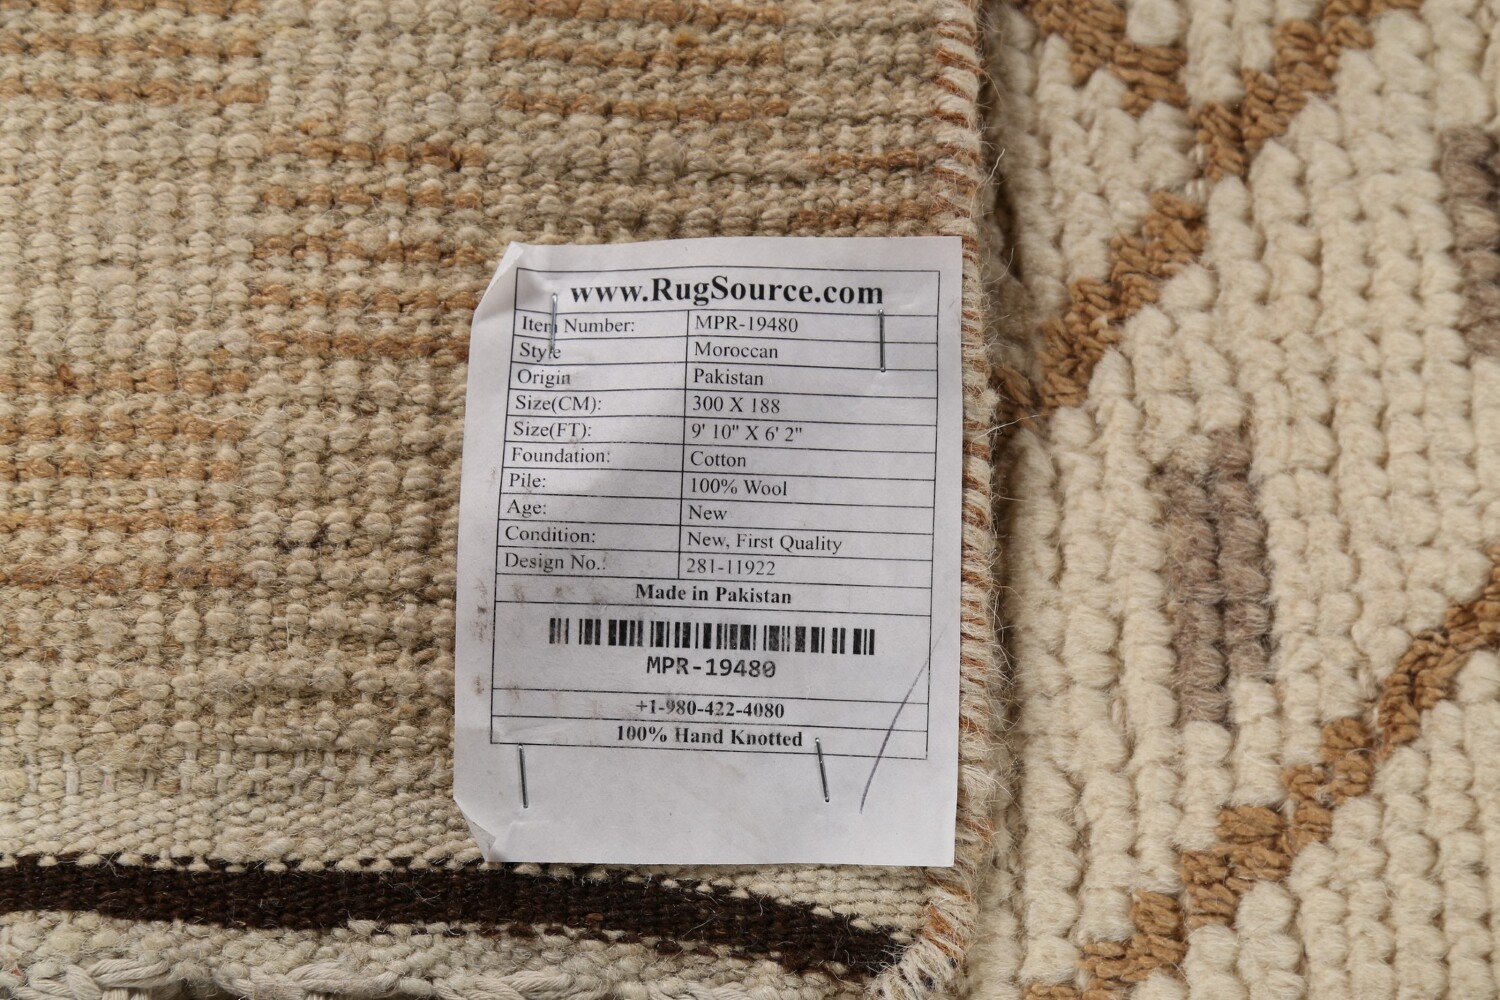 www.RugSource.com
Item Number: MPR-19480
Style Moroccan
Origin Pakistan
Size(CM): 300 X 188
Size(FT): 9' 10" X 6' 2"
Foundation: Cotton
Pile: 100% Wool
Age: New
Condition: New, First Quality
Design No.: 281-11922
Made in Pakistan
MPR-19480
+1-980-422-4080
100% Hand Knotted